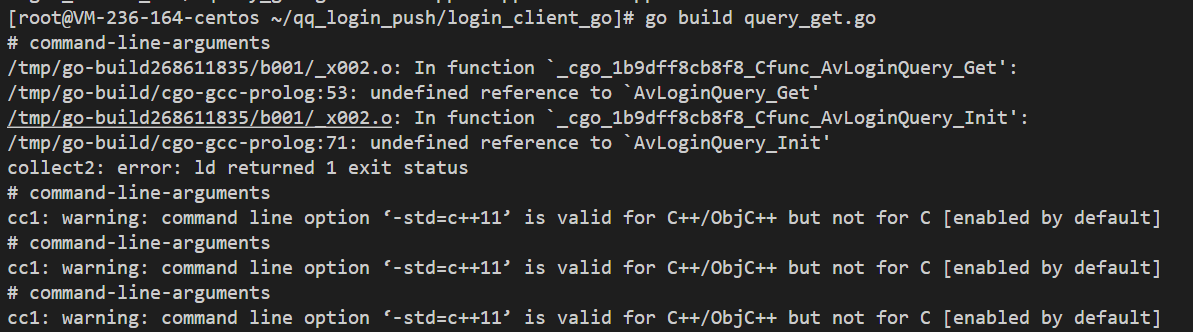 [root@VM-236-164-centos ~/qq_login_push/login_client_go]# go build query_get.go
# command-line-arguments
/tmp/go-build268611835/b001/_x002.o: In function `_cgo_1b9dff8cb8f8_Cfunc_AvLoginQuery_Get':
/tmp/go-build/cgo-gcc-prolog:53: undefined reference to `AvLoginQuery_Get'
/tmp/go-build268611835/b001/_x002.o: In function `_cgo_1b9dff8cb8f8_Cfunc_AvLoginQuery_Init':
/tmp/go-build/cgo-gcc-prolog:71: undefined reference to `AvLoginQuery_Init'
collect2: error: ld returned 1 exit status
# command-line-arguments
cc1: warning: command line option ‘-std=c++11’ is valid for C++/ObjC++ but not for C [enabled by default]
# command-line-arguments
cc1: warning: command line option ‘-std=c++11’ is valid for C++/ObjC++ but not for C [enabled by default]
# command-line-arguments
cc1: warning: command line option ‘-std=c++11’ is valid for C++/ObjC++ but not for C [enabled by default]